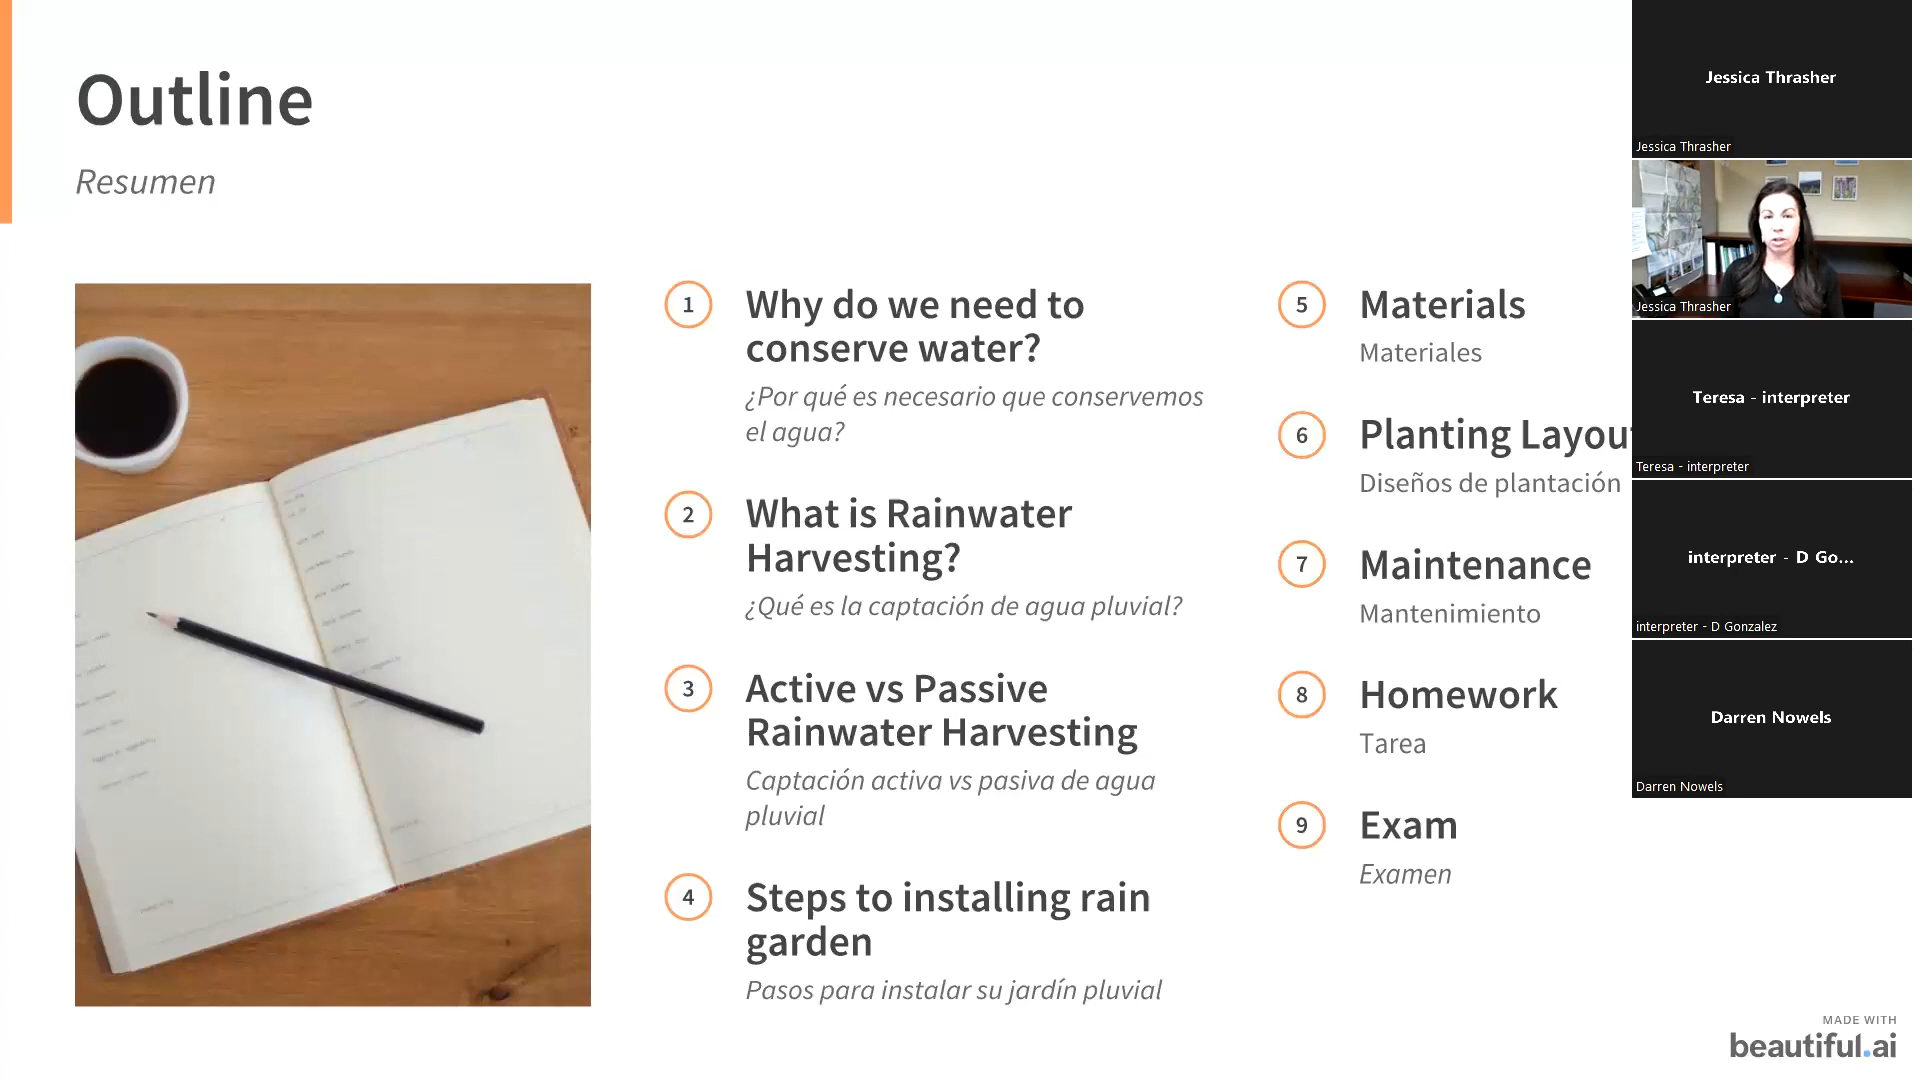 Outline
Resumen
1
Why do we need to
conserve water?
¿Por qué es necesario que conservemos
el agua?
2
What is Rainwater
Harvesting?
¿Qué es la captación de agua pluvial?
3
Active vs Passive
Rainwater Harvesting
Captación activa vs pasiva de agua
pluvial
4
Steps to installing rain
garden
Pasos para instalar su jardín pluvial
5
Materials
Materiales
6
Planting Layou
Diseños de plantación
7
Maintenance
Mantenimiento
8
Homework
Tarea
9
Exam
Examen
Jessica Thrasher
Jessica Thrasher
Jessica Thrasher
Teresa - interpreter
Teresa - interpreter
interpreter - D Go...
interpreter - D Gonzalez
Darren Nowels
Darren Nowels
MADE WITH
beautiful.ai